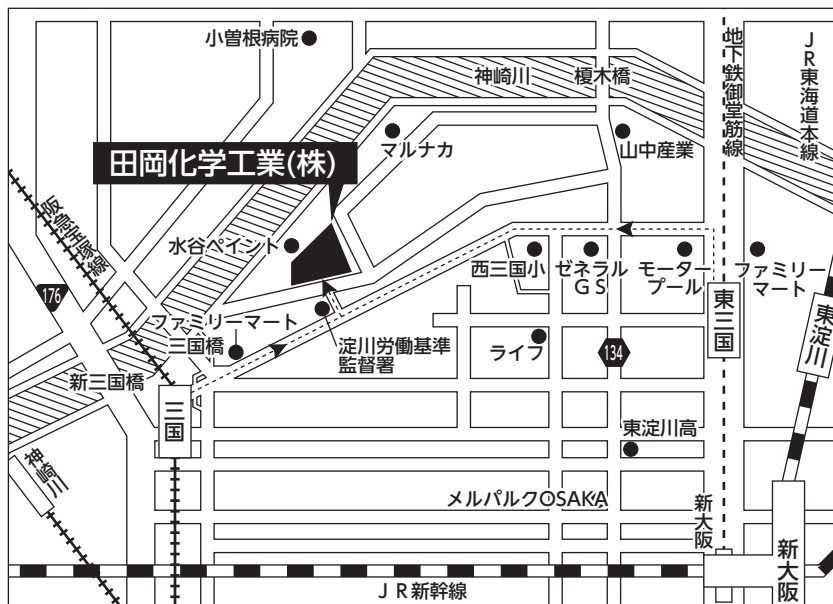 小曽根病院
神崎川
榎木橋
地下鉄御堂筋線
JR東海道本線
マルナカ
山中産業
田岡化学工業(株)
阪急宝塚線
水谷ペイント
西三国小
ゼネラル
GS
モーター
プール
ファミリー
マート
176
東三国
東淀川
ファミリーマート
三国橋
淀川労働基準
監督署
ライフ
134
新三国橋
三国
東淀川高
神崎川
メルパルクOSAKA
新大阪
新大阪
JR新幹線